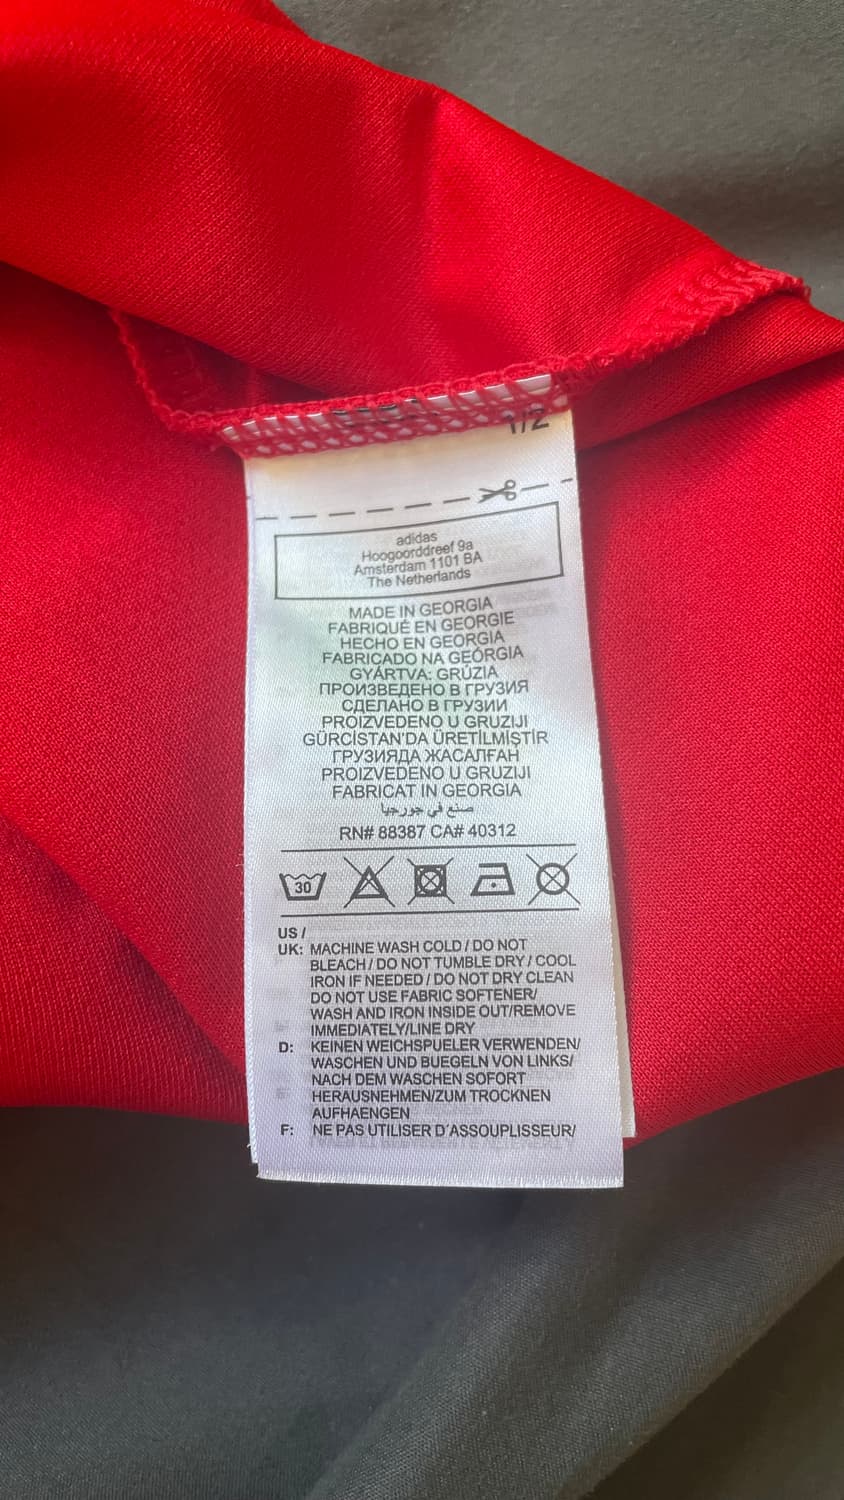 1/2
adidas
Hoogoorddreef 9a
Amsterdam 1101 BA
The Netherlands
MADE IN GEORGIA
FABRIQUÉ EN GEORGIE
HECHO EN GEORGIA
FABRICADO NA GEÓRGIA
GYÁRTVA: GRÚZIA
ПРОИЗВЕДЕНО В ГРУЗИЯ
СДЕЛАНО В ГРУЗИИ
PROIZVEDENO U GRUZIJI
GÜRCİSTAN'DA ÜRETİLMİŞTİR
ГРУЗИЯДА ЖАСАЛҒАН
PROIZVEDENO U GRUZIJI
FABRICAT IN GEORGIA
صنع في جورجيا
RN# 88387 CA# 40312
30
US /
UK: MACHINE WASH COLD / DO NOT
BLEACH / DO NOT TUMBLE DRY / COOL
IRON IF NEEDED / DO NOT DRY CLEAN
DO NOT USE FABRIC SOFTENER/
WASH AND IRON INSIDE OUT/REMOVE
IMMEDIATELY/LINE DRY
D: KEINEN WEICHSPUELER VERWENDEN/
WASCHEN UND BUEGELN VON LINKS/
NACH DEM WASCHEN SOFORT
HERAUSNEHMEN/ZUM TROCKNEN
AUFHAENGEN
F: NE PAS UTILISER D´ASSOUPLISSEUR/